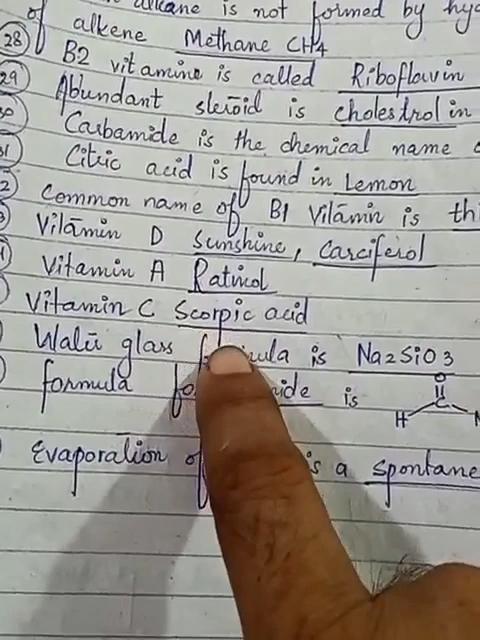 of alkane is not formed by
28 alkene Methane CH4
29 B2 vitamine is called Riboflavin
Abundant steroid is cholestrol in
Carbamide is the chemical name
Citric acid is found in Lemon
Common name of B1 Vitamin is
Vitamin D Sunshine, Carciferol
Vitamin A Ratinol
Vitamin C Scorpic acid
Water glass is Na2SiO3
formula is
O
C
H
Evaporation is a